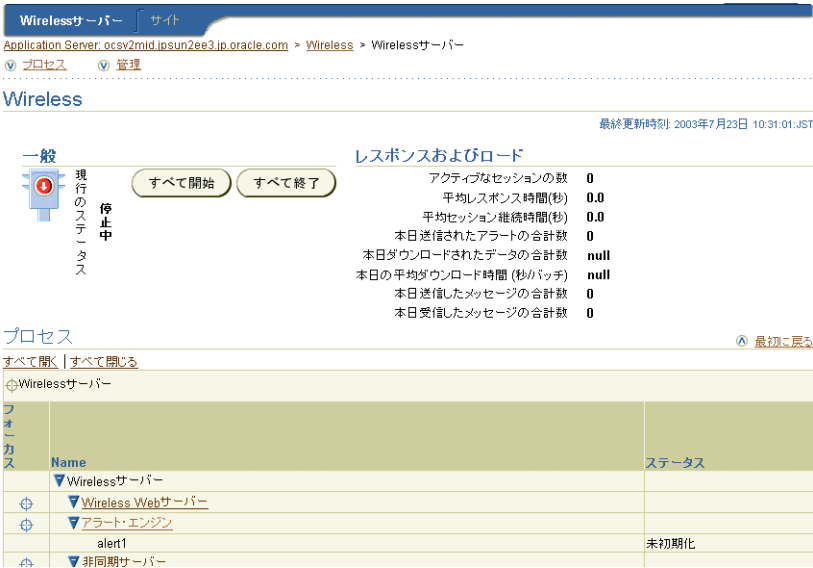 Wirelessサーバー サイト
Application Server: ocsv2mid.jpsun2ee3.jp.oracle.com > Wireless > Wirelessサーバー
プロセス 管理
Wireless
最終更新時刻: 2003年7月23日 10:31:01:JST
一般
現行のステータス
停止中
すべて開始 すべて終了
レスポンスおよびロード
アクティブなセッションの数 0
平均レスポンス時間(秒) 0.0
平均セッション継続時間(秒) 0.0
本日送信されたアラートの合計数 0
本日ダウンロードされたデータの合計数 null
本日の平均ダウンロード時間 (秒/バッチ) null
本日送信したメッセージの合計数 0
本日受信したメッセージの合計数 0
プロセス
最初に戻る
すべて開く | すべて閉じる
Wirelessサーバー
フォーカス Name ステータス
Wirelessサーバー
Wireless Webサーバー
アラート・エンジン
alert1 未初期化
非同期サーバー